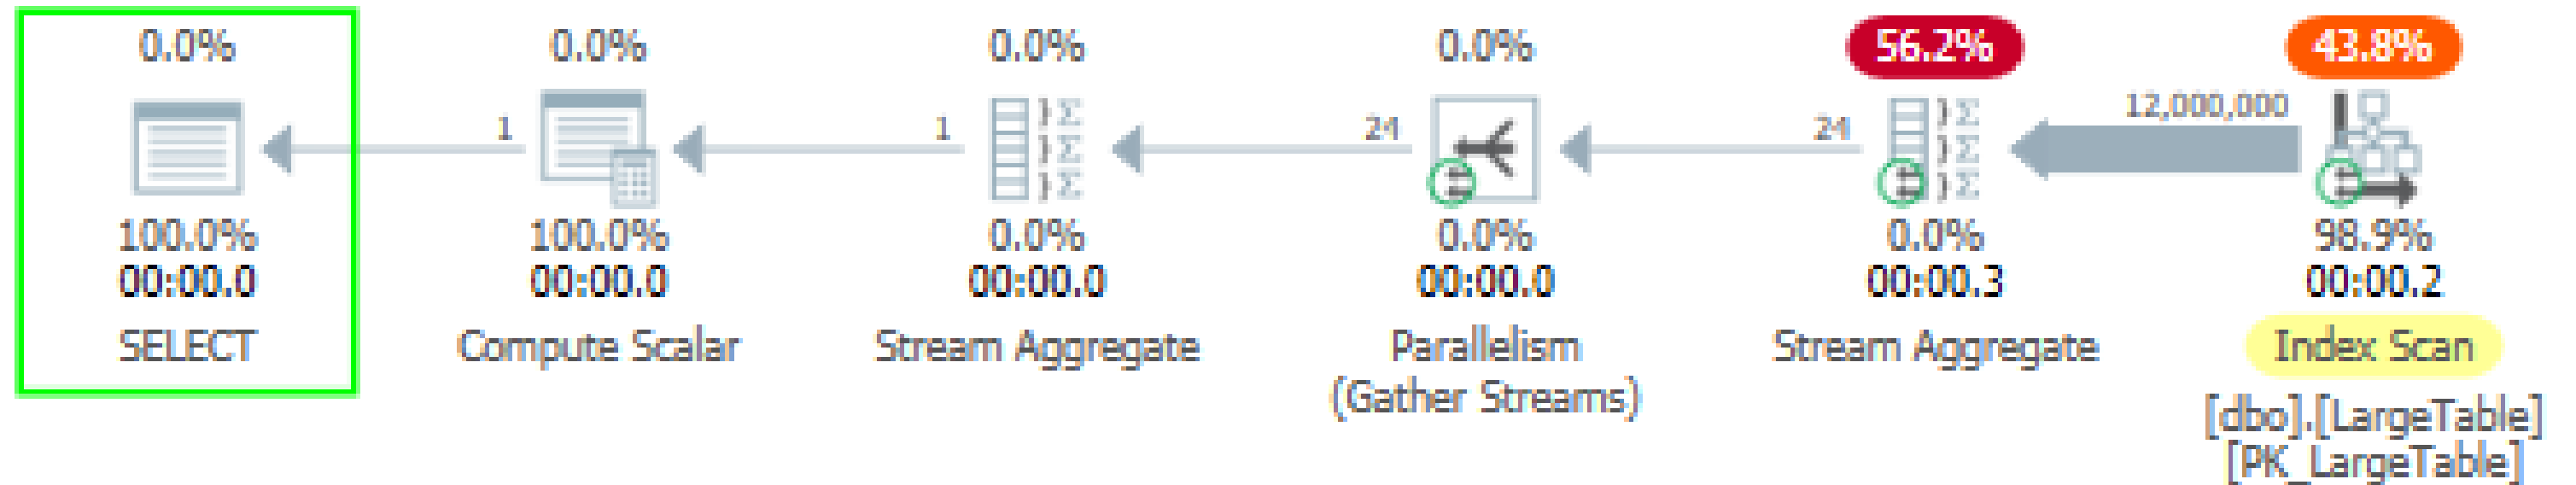 0.0% 0.0% 0.0% 0.0% 56.2% 43.8%
1 1 24 24 12,000,000
100.0% 100.0% 0.0% 0.0% 0.0% 98.9%
00:00.0 00:00.0 00:00.0 00:00.0 00:00.3 00:00.2
SELECT Compute Scalar Stream Aggregate Parallelism Stream Aggregate Index Scan
(Gather Streams)
[dbo].[LargeTable]
[PK_LargeTable]